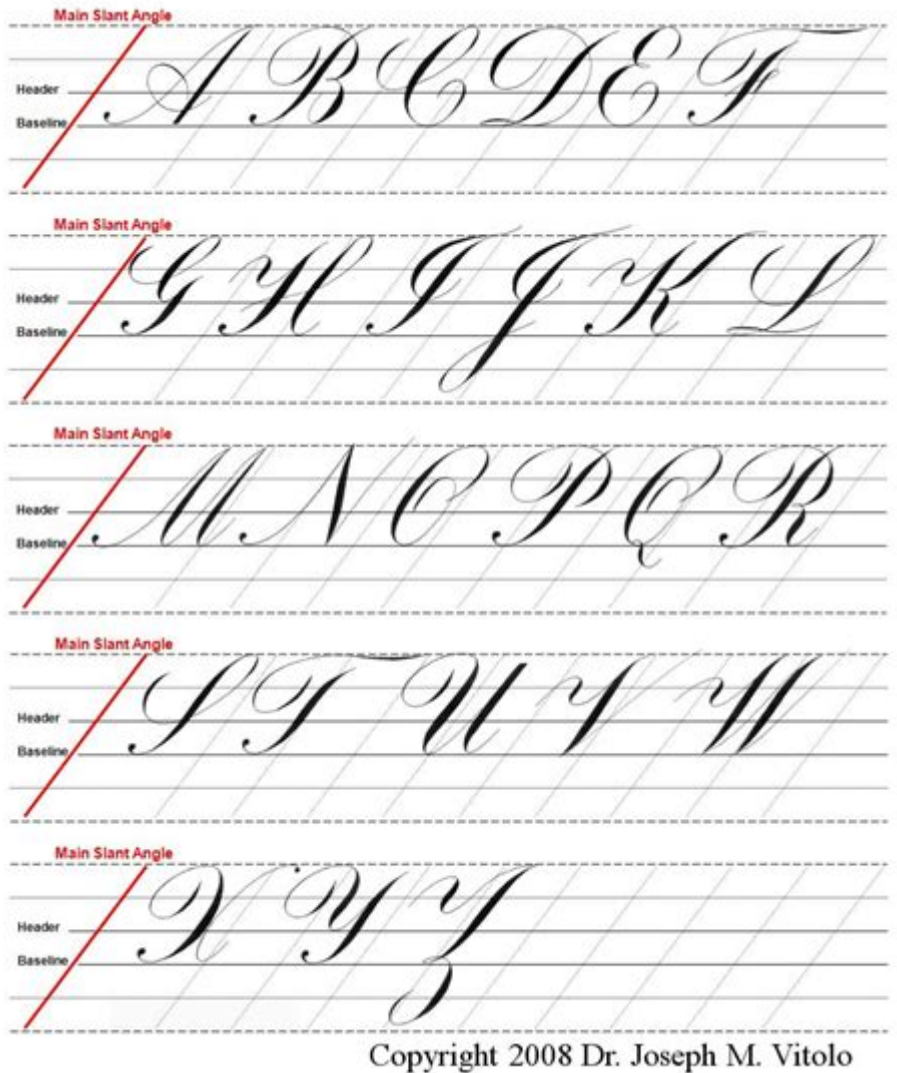 Main Slant Angle
A B C D E F
Header
Baseline
Main Slant Angle
G H I J K L
Header
Baseline
Main Slant Angle
M N O P Q R
Header
Baseline
Main Slant Angle
S T U V W
Header
Baseline
Main Slant Angle
X Y Z
Header
Baseline
Copyright 2008 Dr. Joseph M. Vitolo